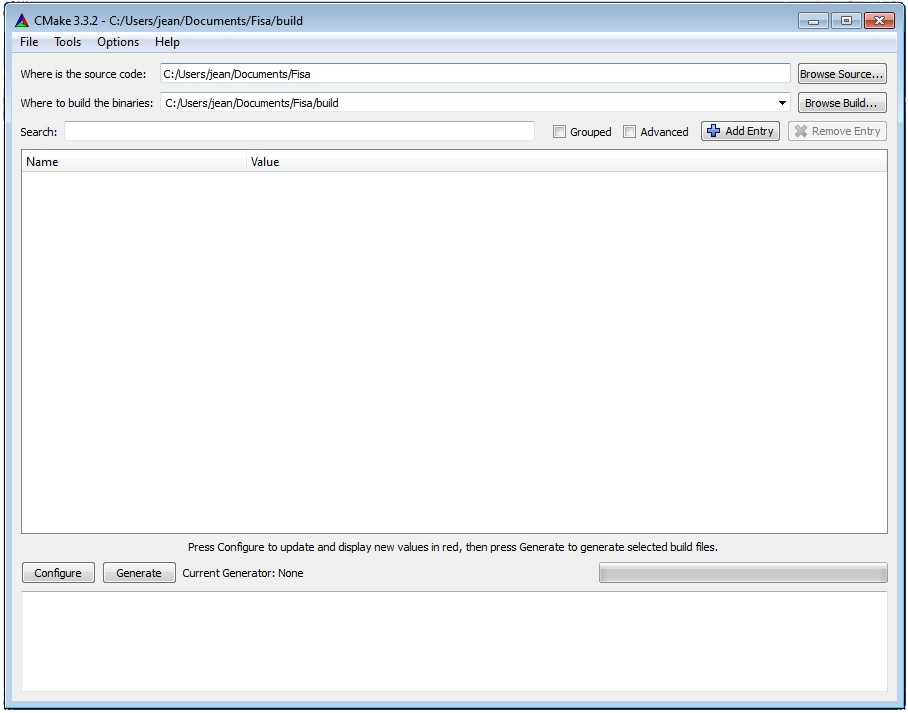 CMake 3.3.2 - C:/Users/jean/Documents/Fisa/build
File Tools Options Help
Where is the source code: C:/Users/jean/Documents/Fisa Browse Source...
Where to build the binaries: C:/Users/jean/Documents/Fisa/build Browse Build...
Search: Grouped Advanced Add Entry Remove Entry
Name Value
Press Configure to update and display new values in red, then press Generate to generate selected build files.
Configure Generate Current Generator: None